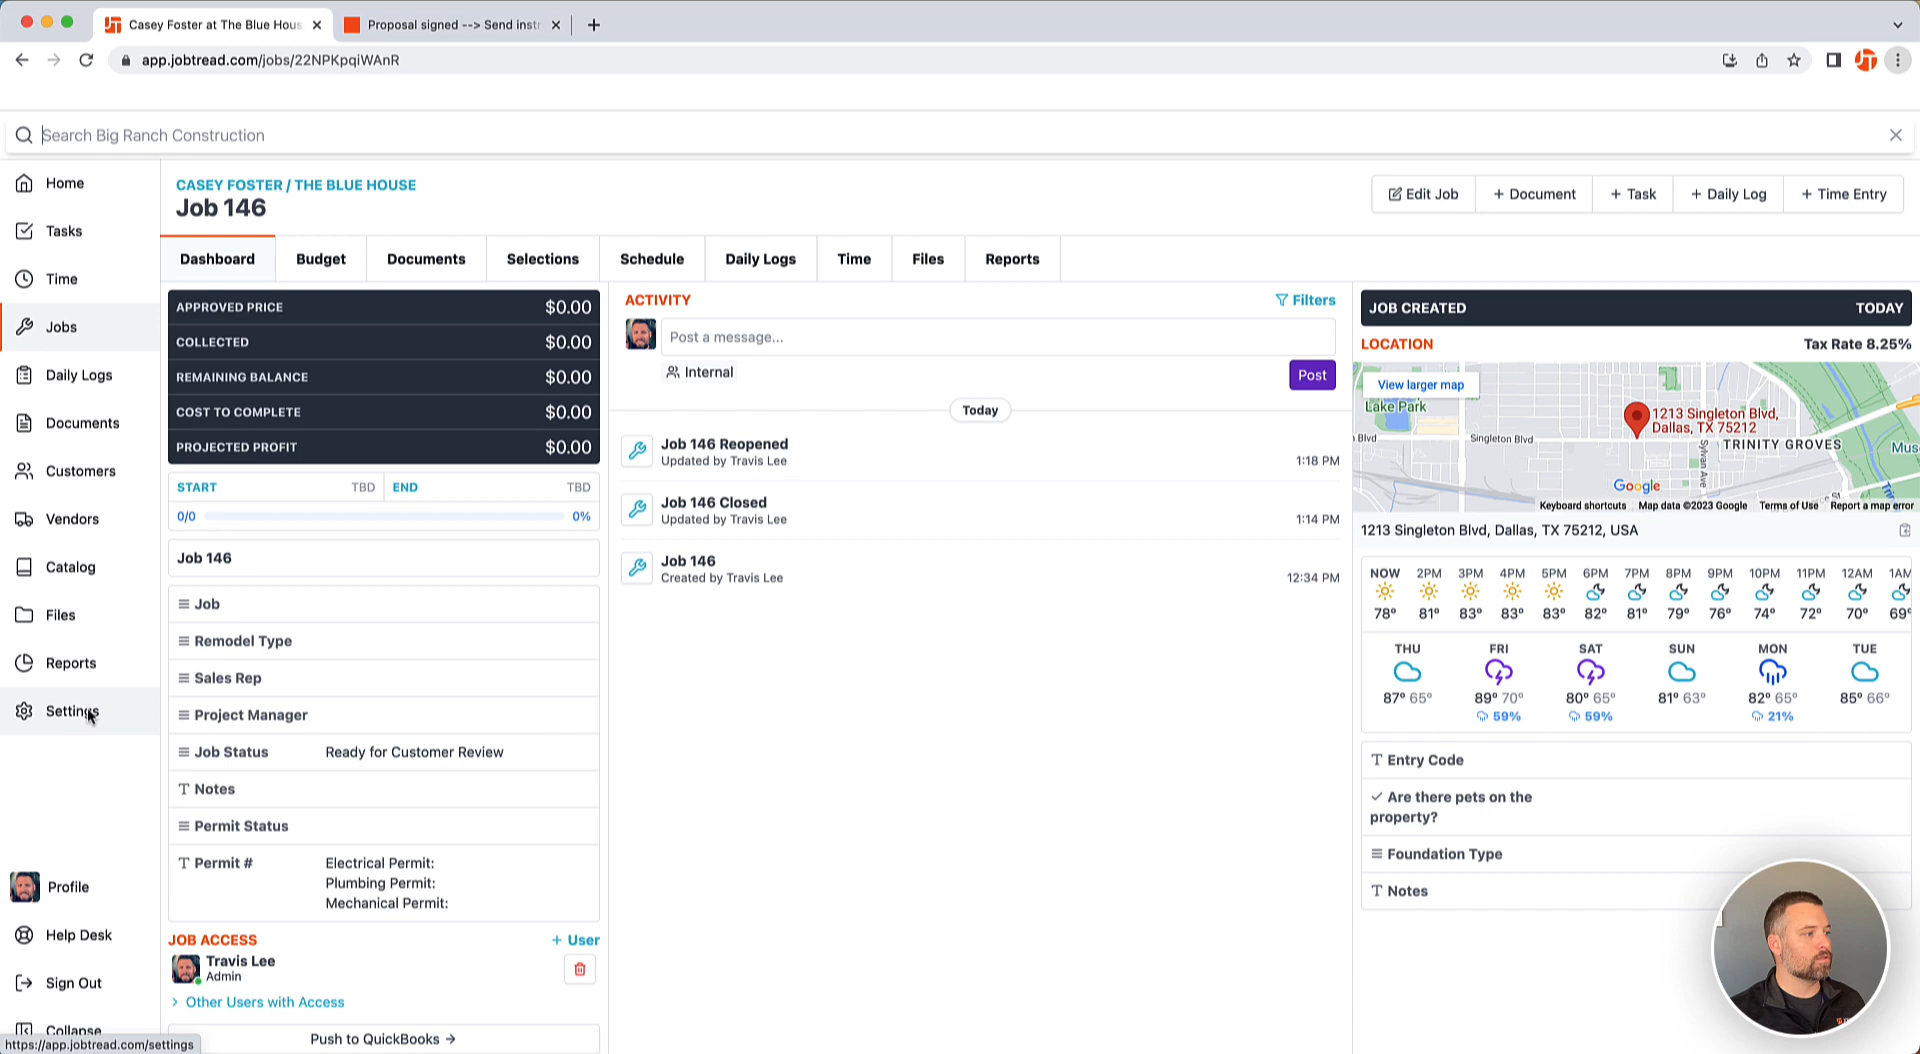 Casey Foster at The Blue Hous
Proposal signed --> Send instr
app.jobtread.com/jobs/22NPKpqiWAnR
Search Big Ranch Construction
Home
Tasks
Time
Jobs
Daily Logs
Documents
Customers
Vendors
Catalog
Files
Reports
Settings
Profile
Help Desk
Sign Out
Collapse
https://app.jobtread.com/settings
CASEY FOSTER / THE BLUE HOUSE
Job 146
Edit Job
+ Document
+ Task
+ Daily Log
+ Time Entry
Dashboard
Budget
Documents
Selections
Schedule
Daily Logs
Time
Files
Reports
APPROVED PRICE $0.00
COLLECTED $0.00
REMAINING BALANCE $0.00
COST TO COMPLETE $0.00
PROJECTED PROFIT $0.00
START TBD END TBD
0/0 0%
Job 146
Job
Remodel Type
Sales Rep
Project Manager
Job Status Ready for Customer Review
Notes
Permit Status
Permit # Electrical Permit:
Plumbing Permit:
Mechanical Permit:
JOB ACCESS + User
Travis Lee
Admin
> Other Users with Access
Push to QuickBooks →
ACTIVITY Filters
Post a message...
Internal
Post
Today
Job 146 Reopened
Updated by Travis Lee 1:18 PM
Job 146 Closed
Updated by Travis Lee 1:14 PM
Job 146
Created by Travis Lee 12:34 PM
JOB CREATED TODAY
LOCATION Tax Rate 8.25%
View larger map
Lake Park
1213 Singleton Blvd,
Dallas, TX 75212
Blvd
Singleton Blvd
TRINITY GROVES
Mus
Sylvan Ave
Google
Keyboard shortcuts Map data ©2023 Google Terms of Use Report a map error
1213 Singleton Blvd, Dallas, TX 75212, USA
NOW 2PM 3PM 4PM 5PM 6PM 7PM 8PM 9PM 10PM 11PM 12AM 1AM
78° 81° 83° 83° 83° 82° 81° 79° 76° 74° 72° 70° 69°
THU FRI SAT SUN MON TUE
87° 65° 89° 70° 80° 65° 81° 63° 82° 65° 85° 66°
59% 59% 21%
Entry Code
Are there pets on the
property?
Foundation Type
Notes